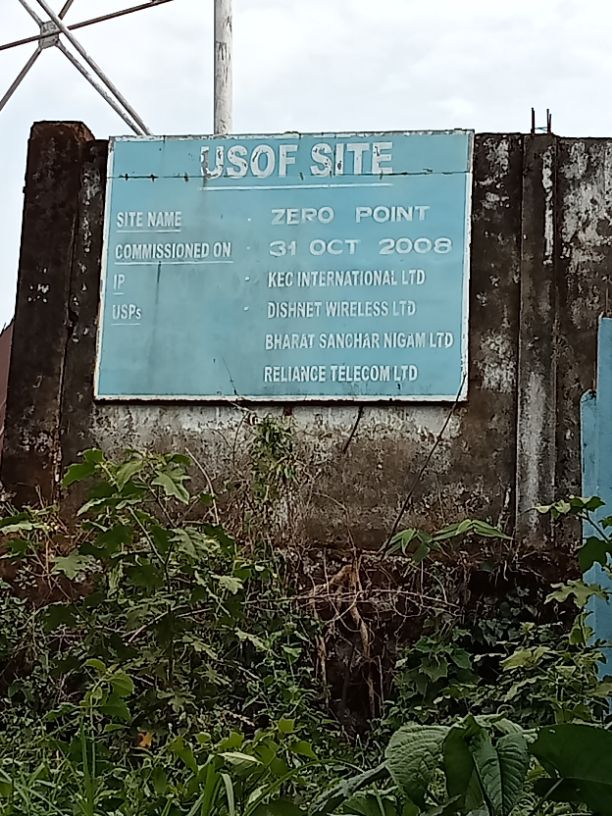 USOF SITE
SITE NAME - ZERO POINT
COMMISSIONED ON - 31 OCT 2008
IP - KEC INTERNATIONAL LTD
USPs - DISHNET WIRELESS LTD
BHARAT SANCHAR NIGAM LTD
RELIANCE TELECOM LTD